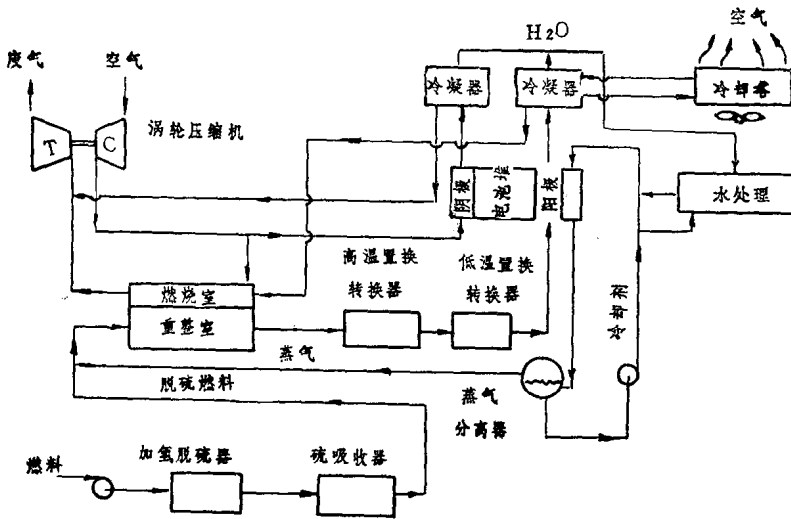 空气
H2O
废气
空气
冷凝器
冷凝器
冷却塔
涡轮压缩机
T
C
阴极
电池堆
阳极
水处理
高温置换
转换器
低温置换
转换器
冷却剂
燃烧室
重整室
蒸气
脱硫燃料
蒸气
分离器
加氢脱硫器
硫吸收器
燃料